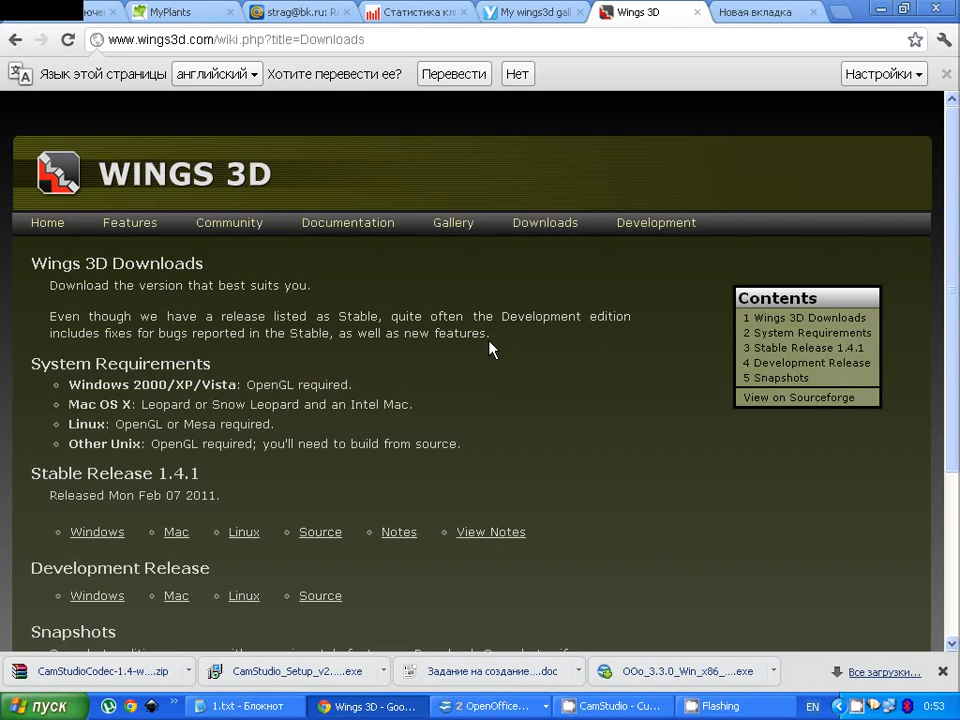 ючен
MyPlants
strag@bk.ru: R
Статистика кл
My wings3d gal
Wings 3D
Новая вкладка
www.wings3d.com/wiki.php?title=Downloads
Язык этой страницы английский Хотите перевести ее? Перевести Нет Настройки
WINGS 3D
Home Features Community Documentation Gallery Downloads Development
Wings 3D Downloads
Download the version that best suits you.
Even though we have a release listed as Stable, quite often the Development edition
includes fixes for bugs reported in the Stable, as well as new features.
Contents
1 Wings 3D Downloads
2 System Requirements
3 Stable Release 1.4.1
4 Development Release
5 Snapshots
View on Sourceforge
System Requirements
Windows 2000/XP/Vista: OpenGL required.
Mac OS X: Leopard or Snow Leopard and an Intel Mac.
Linux: OpenGL or Mesa required.
Other Unix: OpenGL required; you'll need to build from source.
Stable Release 1.4.1
Released Mon Feb 07 2011.
Windows Mac Linux Source Notes View Notes
Development Release
Windows Mac Linux Source
Snapshots
CamStudioCodec-1.4-w....zip
CamStudio_Setup_v2....exe
Задание на создание....doc
OOo_3.3.0_Win_x86_....exe
Все загрузки...
пуск
1.txt - Блокнот
Wings 3D - Goo...
2 OpenOffice...
CamStudio - Cu...
Flashing
EN
0:53